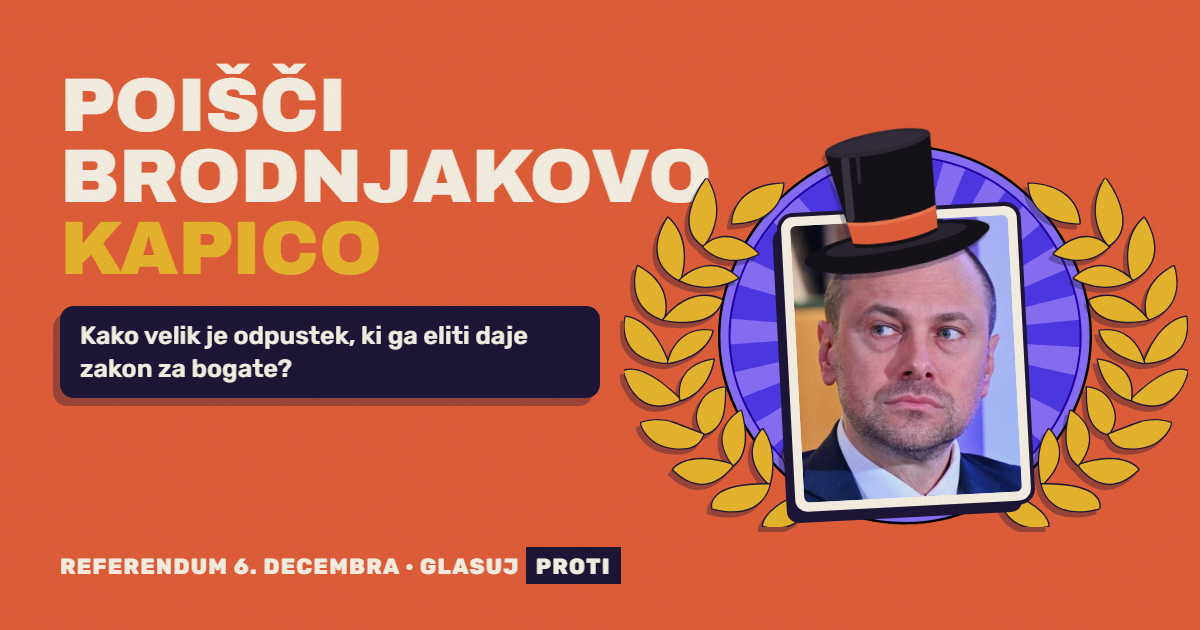 POIŠČI
BRODNJAKOVO
KAPICO
Kako velik je odpustek, ki ga eliti daje
zakon za bogate?
REFERENDUM 6. DECEMBRA • GLASUJ PROTI